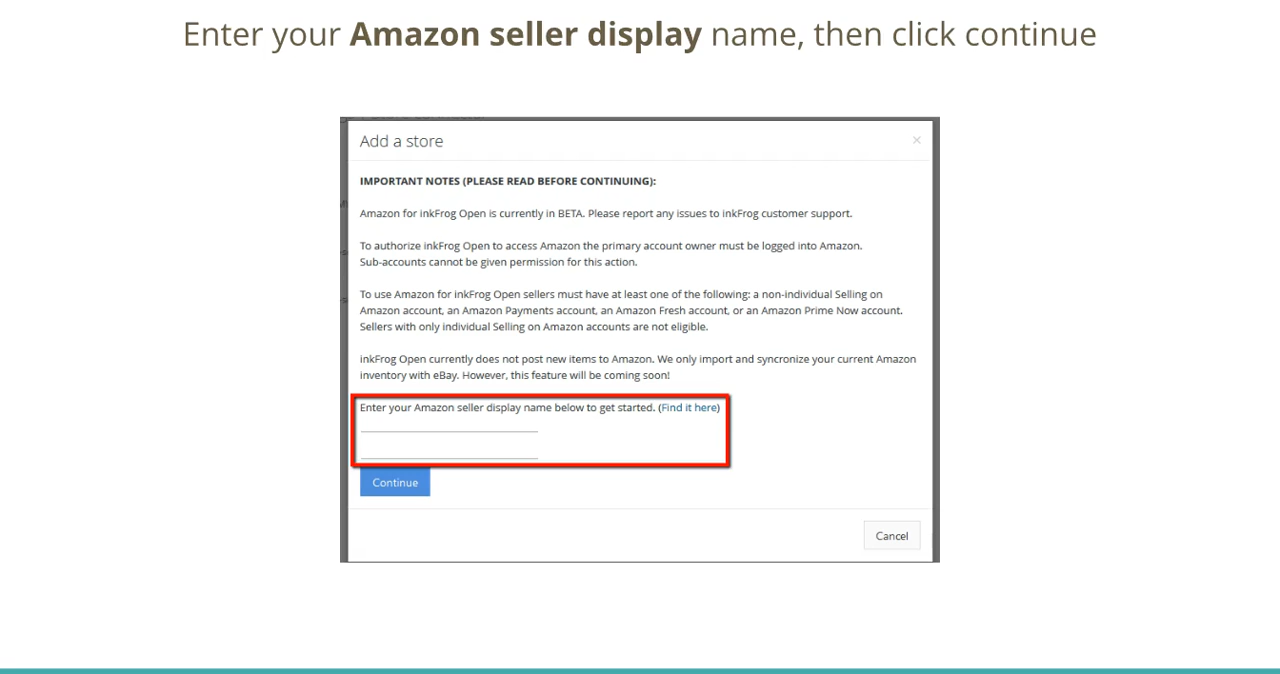 Enter your Amazon seller display name, then click continue
Add a store
×
IMPORTANT NOTES (PLEASE READ BEFORE CONTINUING):
Amazon for inkFrog Open is currently in BETA. Please report any issues to inkFrog customer support.
To authorize inkFrog Open to access Amazon the primary account owner must be logged into Amazon.
Sub-accounts cannot be given permission for this action.
To use Amazon for inkFrog Open sellers must have at least one of the following: a non-individual Selling on
Amazon account, an Amazon Payments account, an Amazon Fresh account, or an Amazon Prime Now account.
Sellers with only individual Selling on Amazon accounts are not eligible.
inkFrog Open currently does not post new items to Amazon. We only import and syncronize your current Amazon
inventory with eBay. However, this feature will be coming soon!
Enter your Amazon seller display name below to get started. (Find it here)
Continue
Cancel